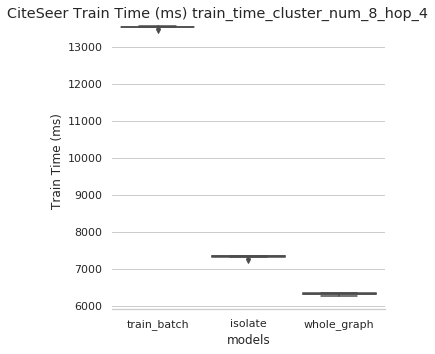 CiteSeer Train Time (ms) train_time_cluster_num_8_hop_4
13000
12000
11000
10000
9000
8000
7000
6000
Train Time (ms)
train_batch isolate whole_graph
models